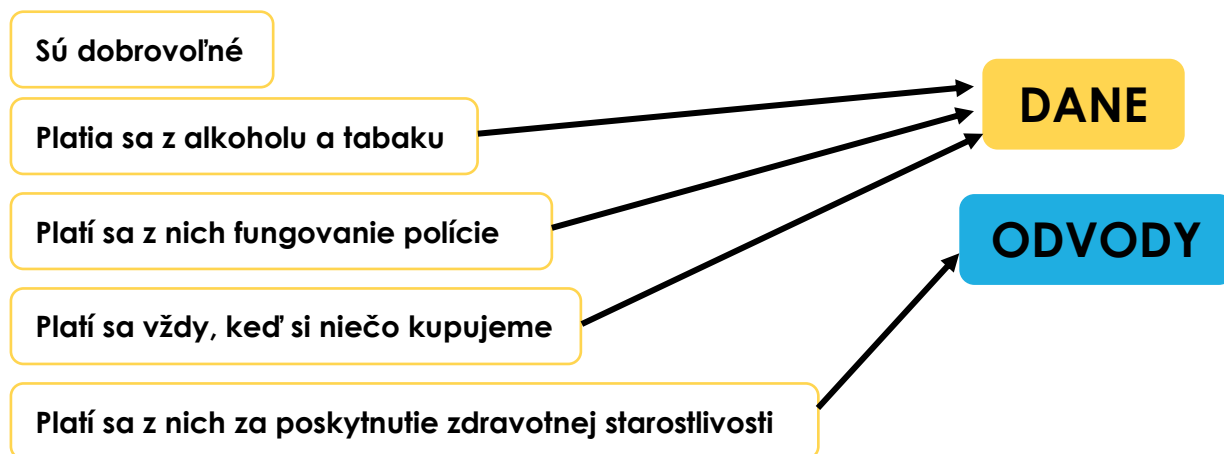 Sú dobrovoľné
Platia sa z alkoholu a tabaku
DANE
Platí sa z nich fungovanie polície
ODVODY
Platí sa vždy, keď si niečo kupujeme
Platí sa z nich za poskytnutie zdravotnej starostlivosti